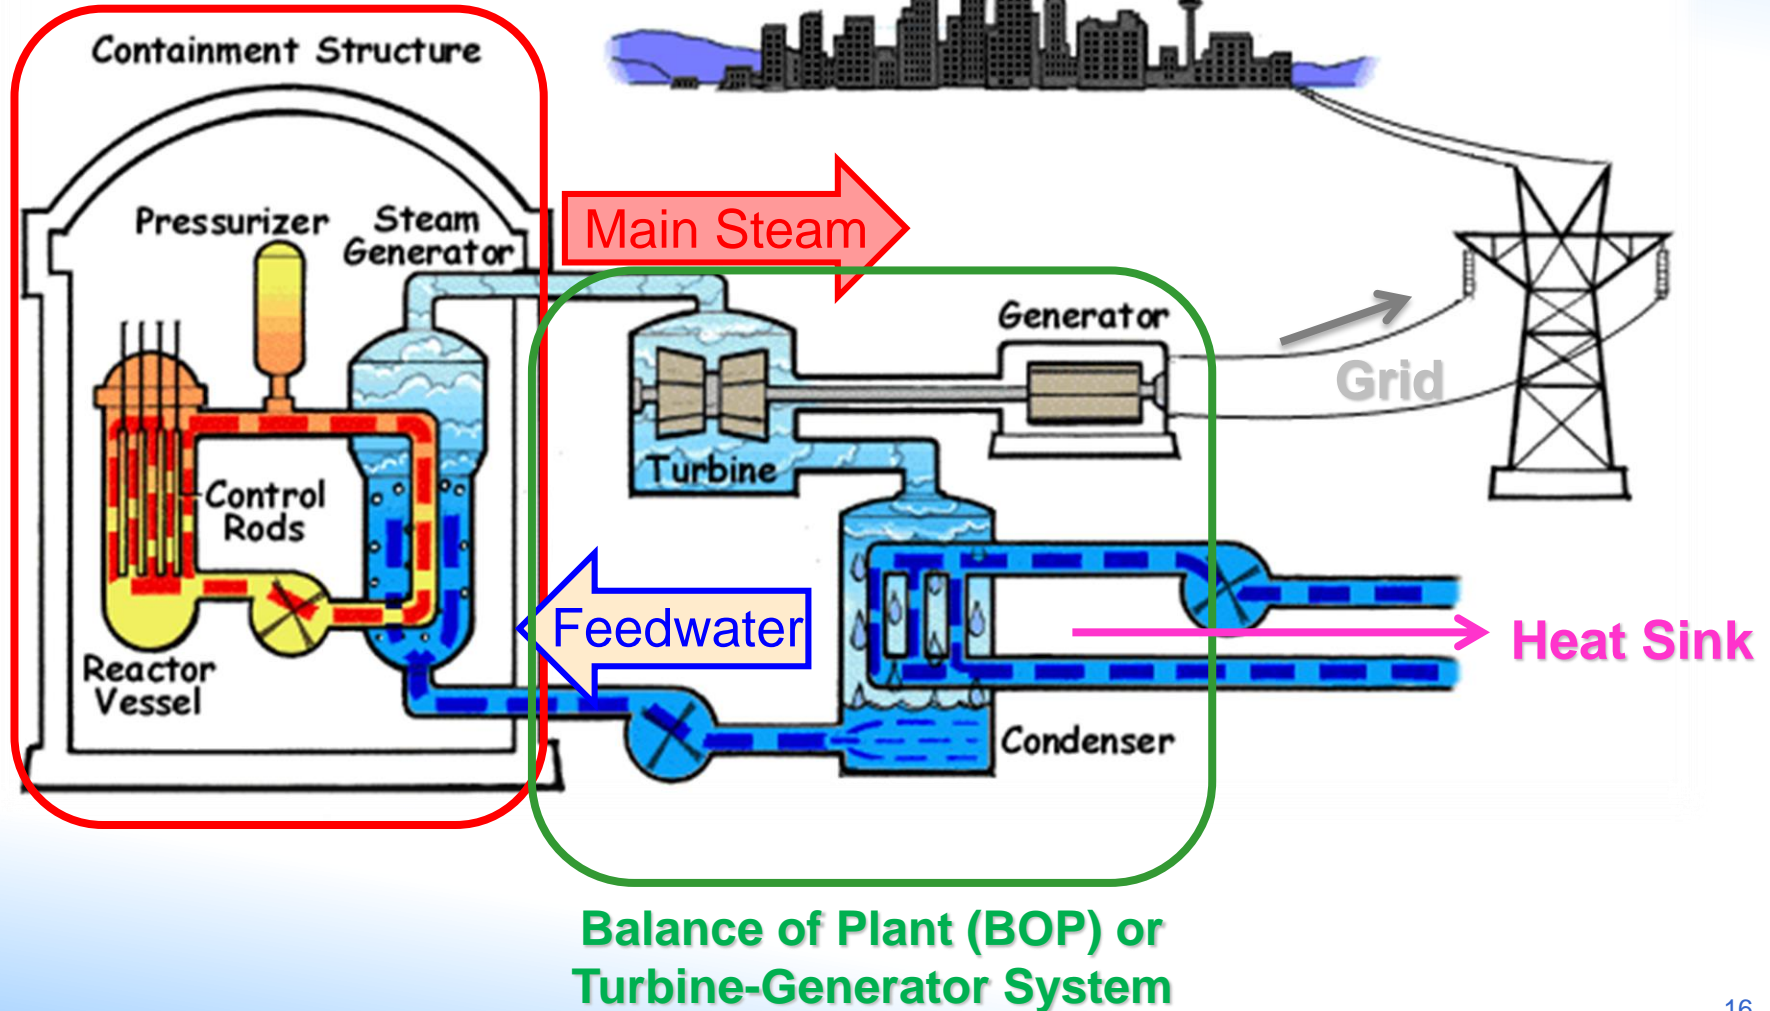 Containment Structure
Pressurizer
Steam
Generator
Main Steam
Generator
Grid
Turbine
Control
Rods
Feedwater
Heat Sink
Reactor
Vessel
Condenser
Balance of Plant (BOP) or
Turbine-Generator System
16